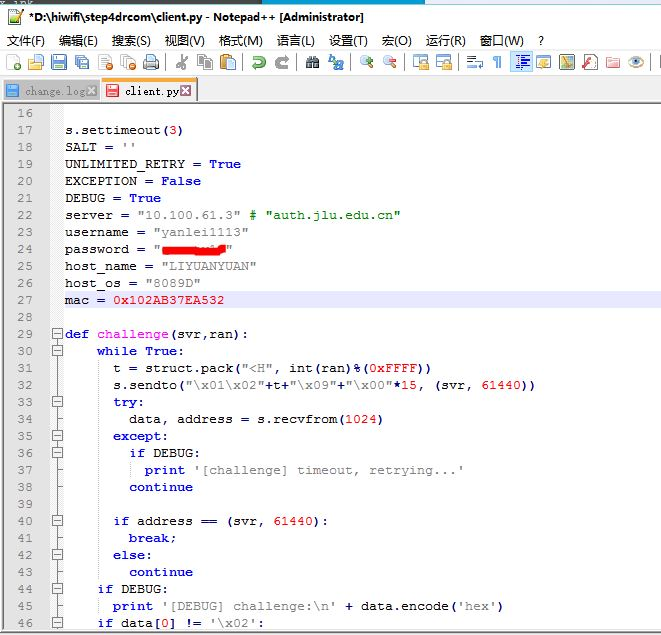 *D:\hiwifi\step4drcom\client.py - Notepad++ [Administrator]
文件(F) 编辑(E) 搜索(S) 视图(V) 格式(M) 语言(L) 设置(T) 宏(O) 运行(R) 窗口(W) ?
change.log client.py
16
17 s.settimeout(3)
18 SALT = ''
19 UNLIMITED_RETRY = True
20 EXCEPTION = False
21 DEBUG = True
22 server = "10.100.61.3" # "auth.jlu.edu.cn"
23 username = "yanlei1113"
24 password = " "
25 host_name = "LIYUANYUAN"
26 host_os = "8089D"
27 mac = 0x102AB37EA532
28
29 def challenge(svr,ran):
30 while True:
31 t = struct.pack("<H", int(ran)%(0xFFFF))
32 s.sendto("\x01\x02"+t+"\x09"+"\x00"*15, (svr, 61440))
33 try:
34 data, address = s.recvfrom(1024)
35 except:
36 if DEBUG:
37 print '[challenge] timeout, retrying...'
38 continue
39
40 if address == (svr, 61440):
41 break;
42 else:
43 continue
44 if DEBUG:
45 print '[DEBUG] challenge:\n' + data.encode('hex')
46 if data[0] != '\x02':